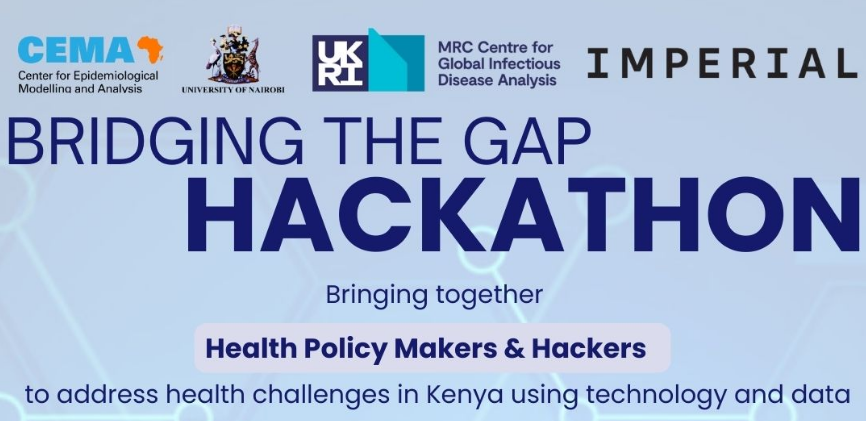 CEMA
Center for Epidemiological
Modelling and Analysis
UNIVERSITY OF NAIROBI
UK
RI
MRC Centre for
Global Infectious
Disease Analysis
IMPERIAL
BRIDGING THE GAP
HACKATHON
Bringing together
Health Policy Makers & Hackers
to address health challenges in Kenya using technology and data